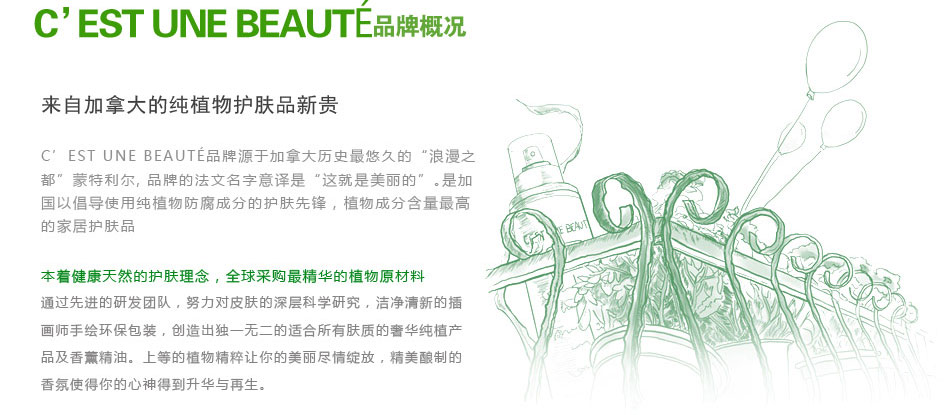 C’EST UNE BEAUTÉ品牌概况
来自加拿大的纯植物护肤品新贵
C’ EST UNE BEAUTÉ品牌源于加拿大历史最悠久的“浪漫之
都”蒙特利尔，品牌的法文名字意译是“这就是美丽的”。是加
国以倡导使用纯植物防腐成分的护肤先锋，植物成分含量最高
的家居护肤品
本着健康天然的护肤理念，全球采购最精华的植物原材料
通过先进的研发团队，努力对皮肤的深层科学研究，洁净清新的插
画师手绘环保包装，创造出独一无二的适合所有肤质的奢华纯植产
品及香薰精油。上等的植物精粹让你的美丽尽情绽放，精美酿制的
香氛使得你的心神得到升华与再生。
NE BEAUT